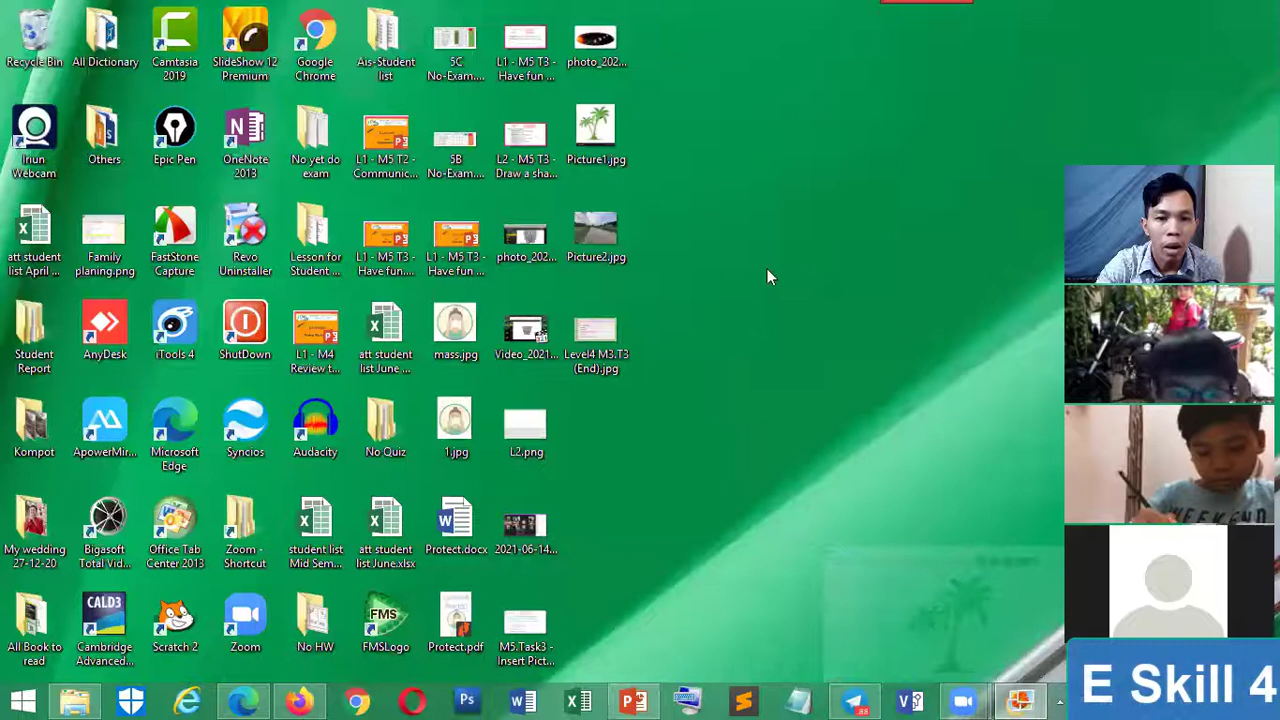 Recycle Bin
All Dictionary
Camtasia
2019
SlideShow 12
Premium
Google
Chrome
Ais-Student
list
5C
No-Exam....
L1 - M5 T3 -
Have fun ...
photo_202...
Iriun
Webcam
Others
Epic Pen
OneNote
2013
No yet do
exam
L1 - M5 T2 -
Communic...
5B
No-Exam....
L2 - M5 T3 -
Draw a sha...
Picture1.jpg
att student
list April ...
Family
planing.png
FastStone
Capture
Revo
Uninstaller
Lesson for
Student ...
L1 - M5 T3 -
Have fun....
L1 - M5 T3 -
Have fu...
photo_202...
Picture2.jpg
Student
Report
AnyDesk
iTools 4
ShutDown
L1 - M4
Review t...
att student
list June ...
mass.jpg
Video_2021...
Level4 M3.T3
(End).jpg
Kompot
ApowerMir...
Microsoft
Edge
Syncios
Audacity
No Quiz
1.jpg
L2.png
My wedding
27-12-20
Bigasoft
Total Vid...
Office Tab
Center 2013
Zoom -
Shortcut
student list
Mid Sem...
att student
list June.xlsx
Protect.docx
2021-06-14...
All Book to
read
CALD3
Cambridge
Advanced...
Scratch 2
Zoom
No HW
FMS
FMSLogo
Protect.pdf
M5.Task3 -
Insert Pict...
WEEKEND
E Skill 4